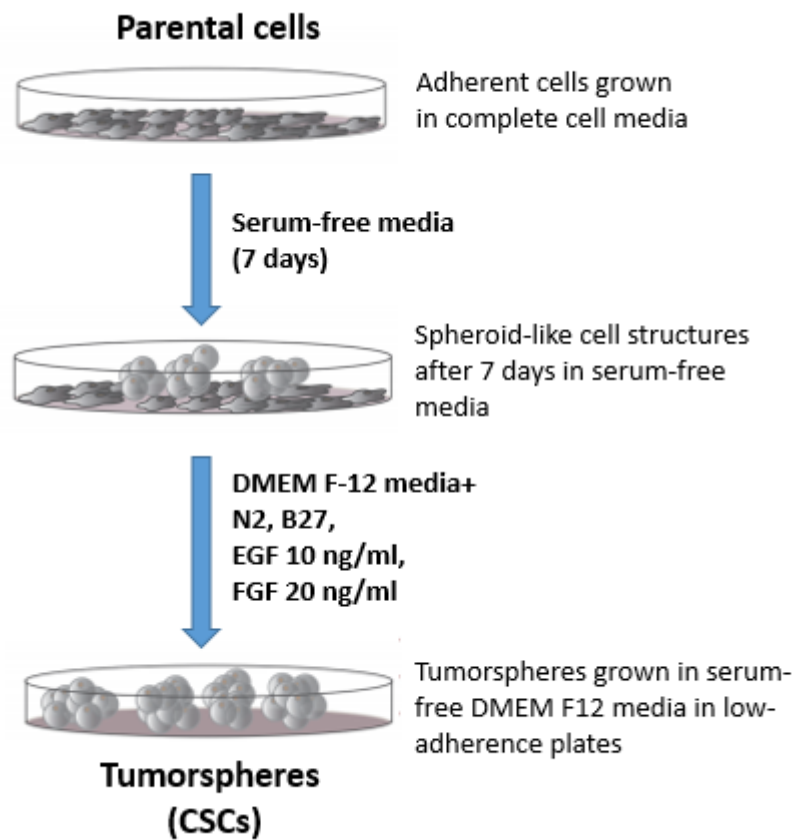 Parental cells
Adherent cells grown
in complete cell media
Serum-free media
(7 days)
Spheroid-like cell structures
after 7 days in serum-free
media
DMEM F-12 media+
N2, B27,
EGF 10 ng/ml,
FGF 20 ng/ml
Tumorspheres grown in serum-
free DMEM F12 media in low-
adherence plates
Tumorspheres
(CSCs)